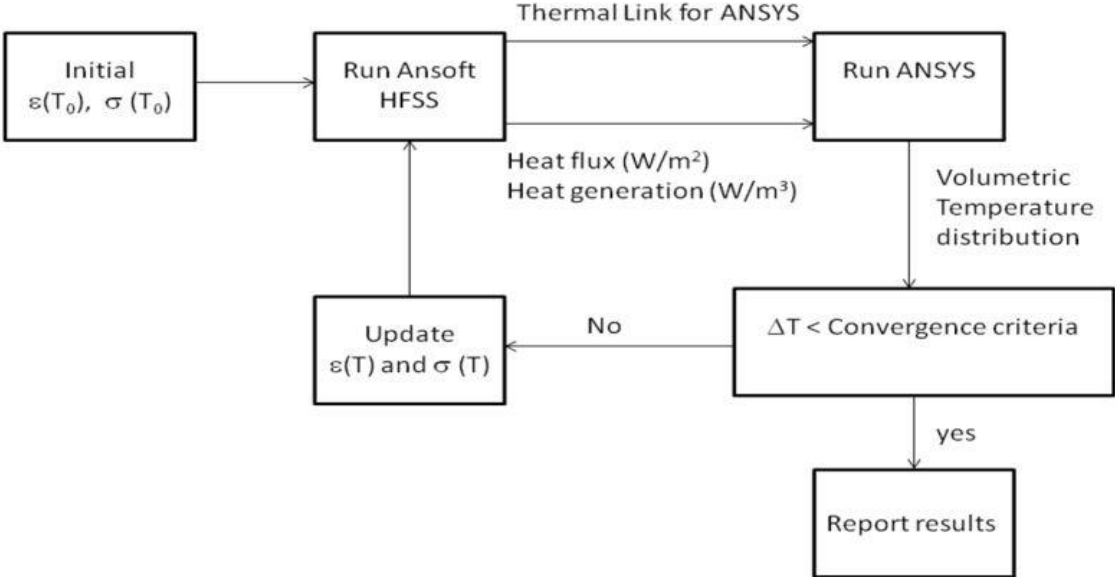 Thermal Link for ANSYS
Initial
ε(T₀), σ (T₀)
Run Ansoft
HFSS
Run ANSYS
Heat flux (W/m²)
Heat generation (W/m³)
Volumetric
Temperature
distribution
Update
ε(T) and σ (T)
No
ΔT < Convergence criteria
yes
Report results